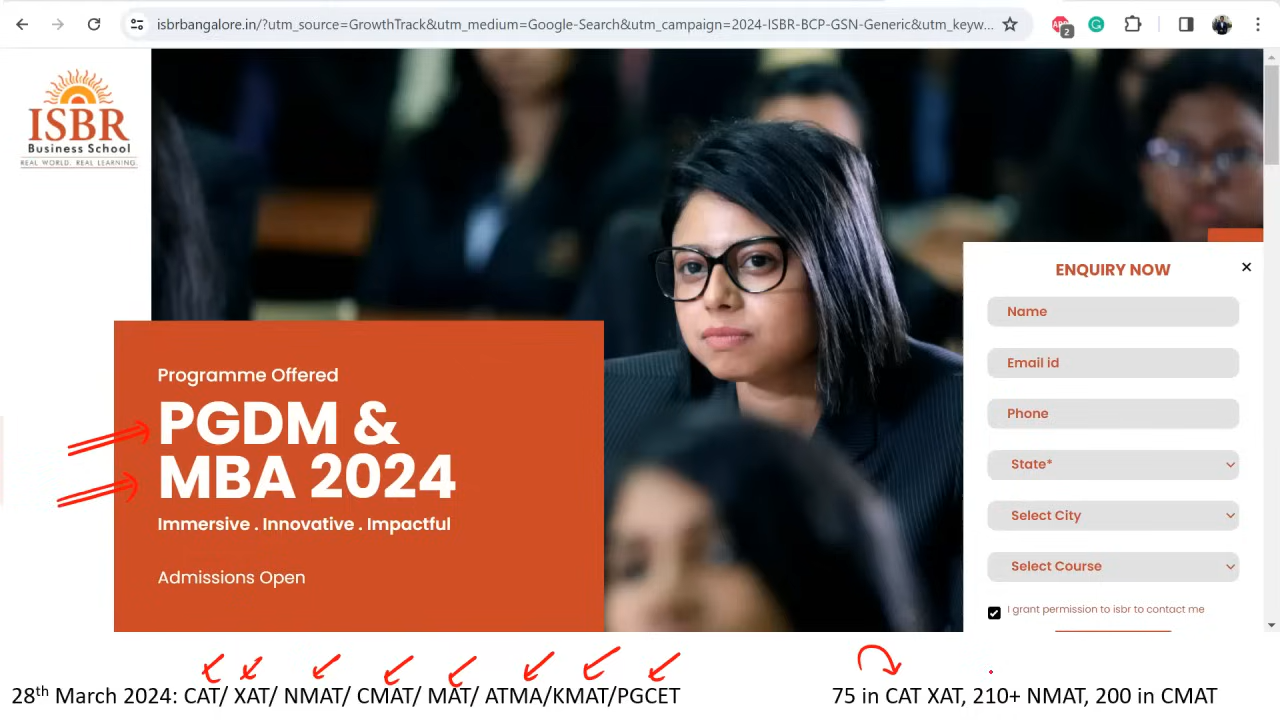 isbrbangalore.in/?utm_source=GrowthTrack&utm_medium=Google-Search&utm_campaign=2024-ISBR-BCP-GSN-Generic&utm_keyw...
2
ISBR
Business School
REAL WORLD. REAL LEARNING.
ENQUIRY NOW
Name
Email id
Phone
State*
Select City
Select Course
I grant permission to isbr to contact me
Programme Offered
PGDM &
MBA 2024
Immersive . Innovative . Impactful
Admissions Open
28th March 2024: CAT/ XAT/ NMAT/ CMAT/ MAT/ ATMA/KMAT/PGCET
75 in CAT XAT, 210+ NMAT, 200 in CMAT